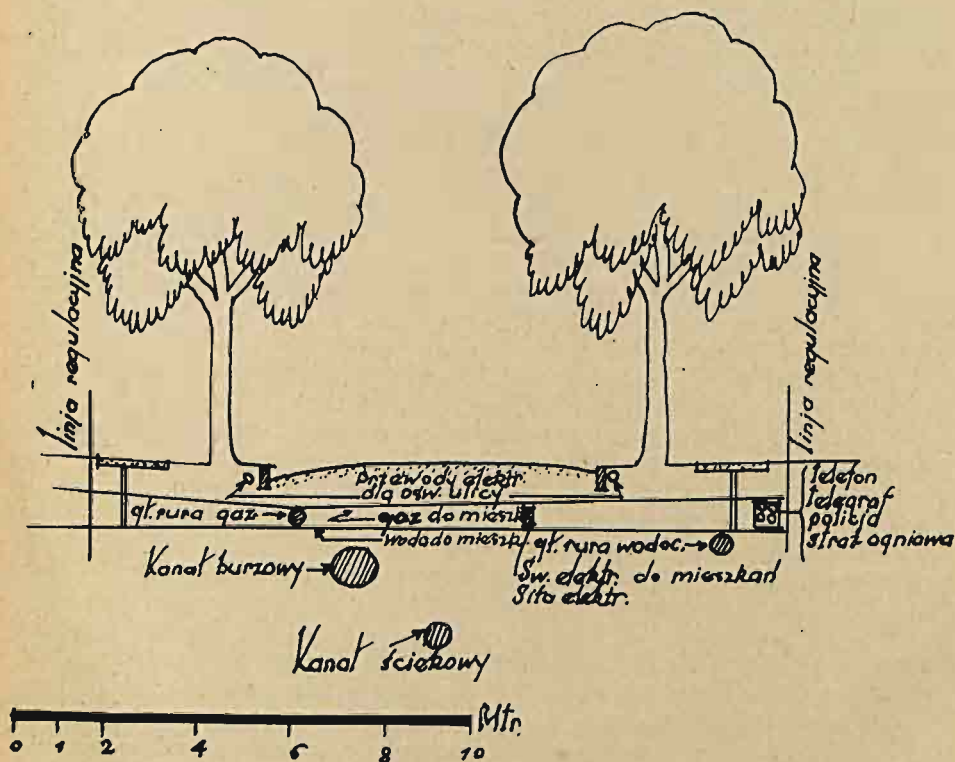 Linja regulacyjna
Linja regulacyjna
Przewody elektr.
dla ośw. ulicy
gł. rura gaz
gaz do mieszk.
woda do mieszk.
gł. rura wodoc.
Św. elektr. do mieszkań
Siła elektr.
telefon
telegraf
policja
straż ogniowa
Kanał burzowy
Kanał ściekowy
Mtr.
0 1 2 4 6 8 10